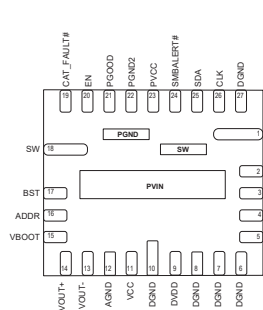 CAT_FAULT#
EN
PGOOD
PGND2
PVCC
SMBALERT#
SDA
CLK
DGND
19
20
21
22
23
24
25
26
27
PGND
1
SW
18
SW
2
PVIN
BST
17
3
ADDR
16
4
VBOOT
15
5
14
13
12
11
10
9
8
7
6
VOUT+
VOUT-
AGND
VCC
DGND
DVDD
DGND
DGND
DGND